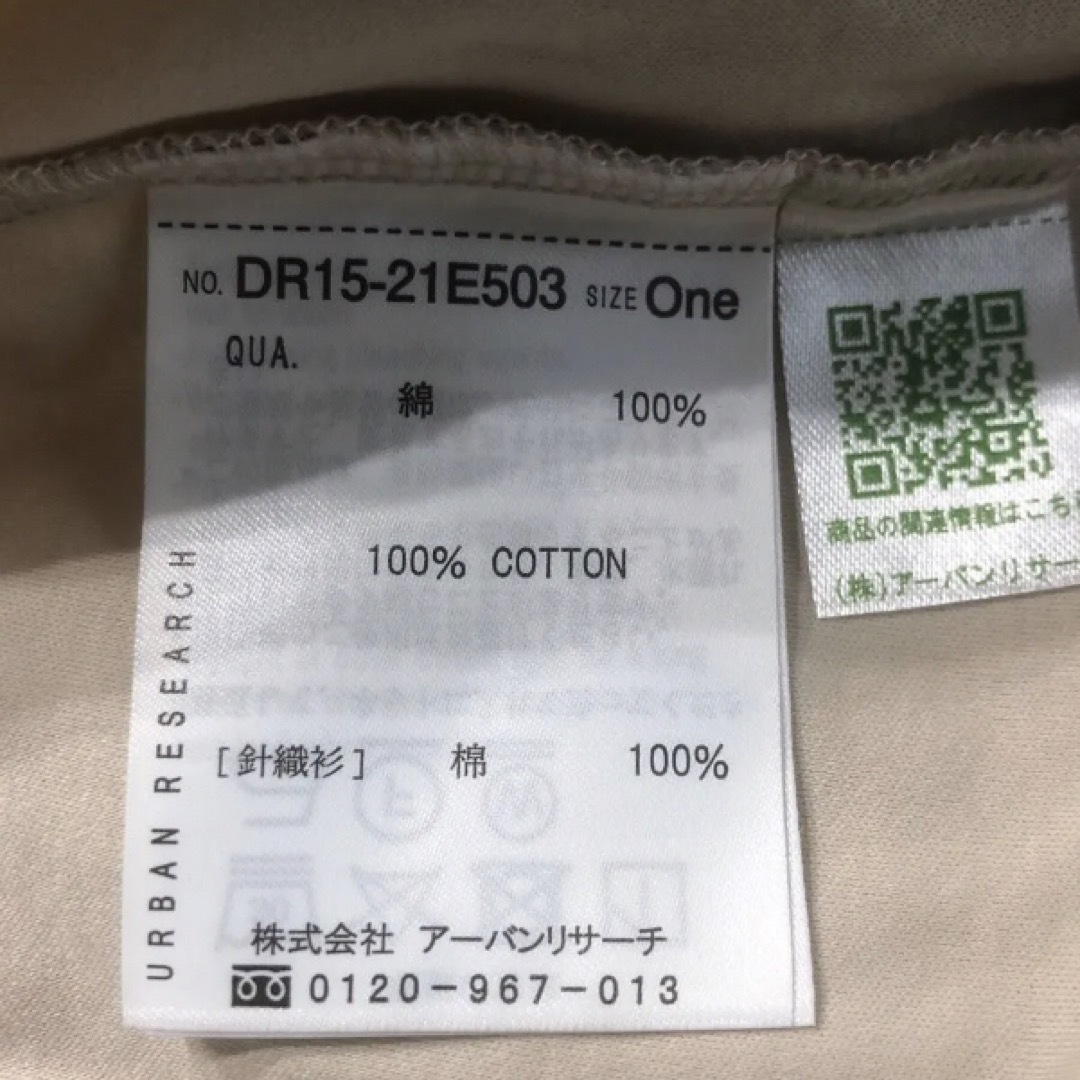 NO. DR15-21E503 SIZE One
QUA.
綿 100%
100% COTTON
[針織衫] 棉 100%
株式会社 アーバンリサーチ
0120-967-013
URBAN RESEARCH
商品の関連情報はこち
(株)アーバンリサー